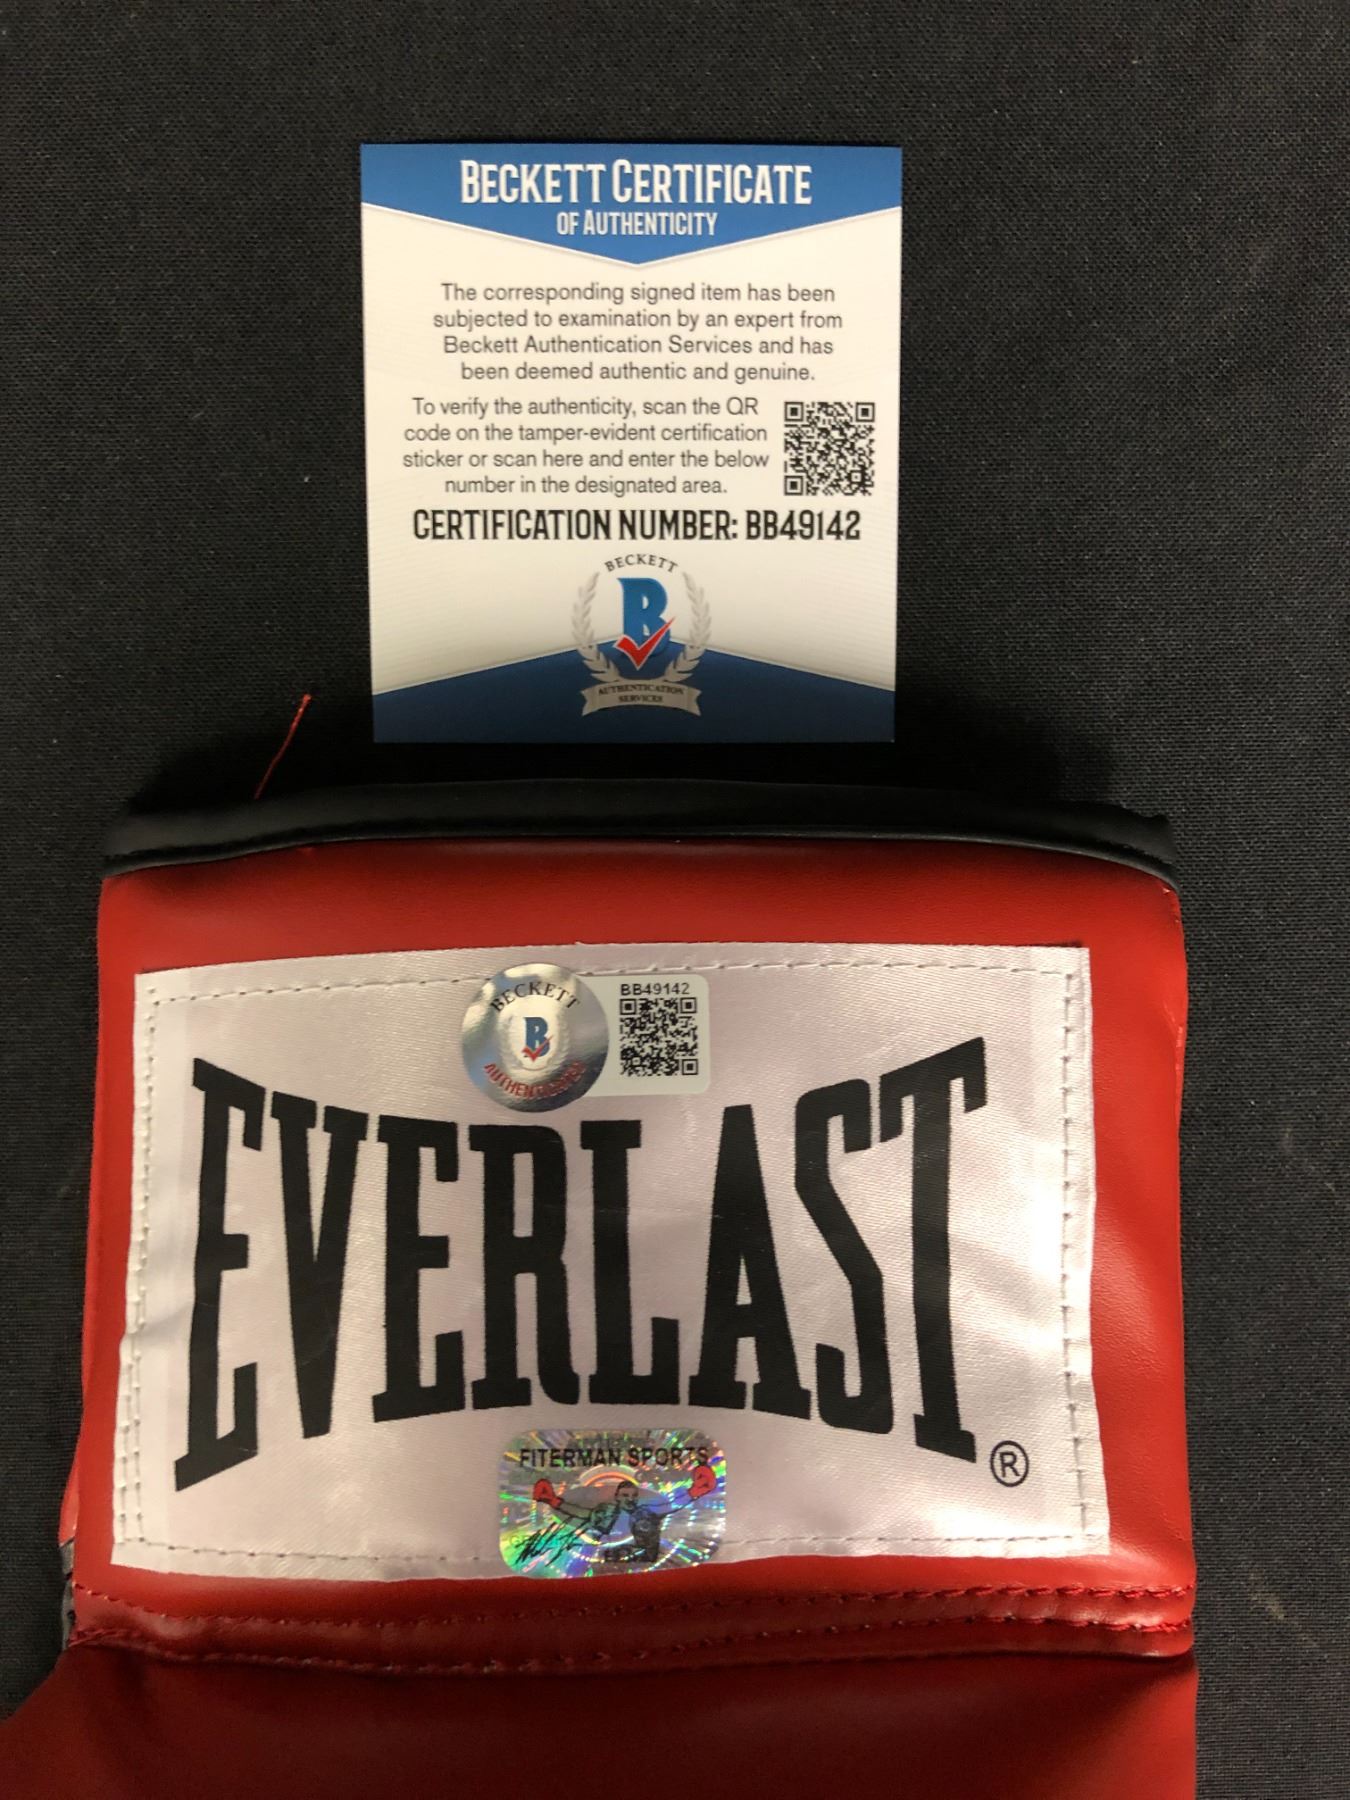 BECKETT CERTIFICATE
OF AUTHENTICITY
The corresponding signed item has been
subjected to examination by an expert from
Beckett Authentication Services and has
been deemed authentic and genuine.
To verify the authenticity, scan the QR
code on the tamper-evident certification
sticker or scan here and enter the below
number in the designated area.
CERTIFICATION NUMBER: BB49142
BECKETT
B
AUTHENTICATION
SERVICES
BECKETT
B
AUTHENTICATED
BB49142
EVERLAST
®
FITERMAN SPORTS